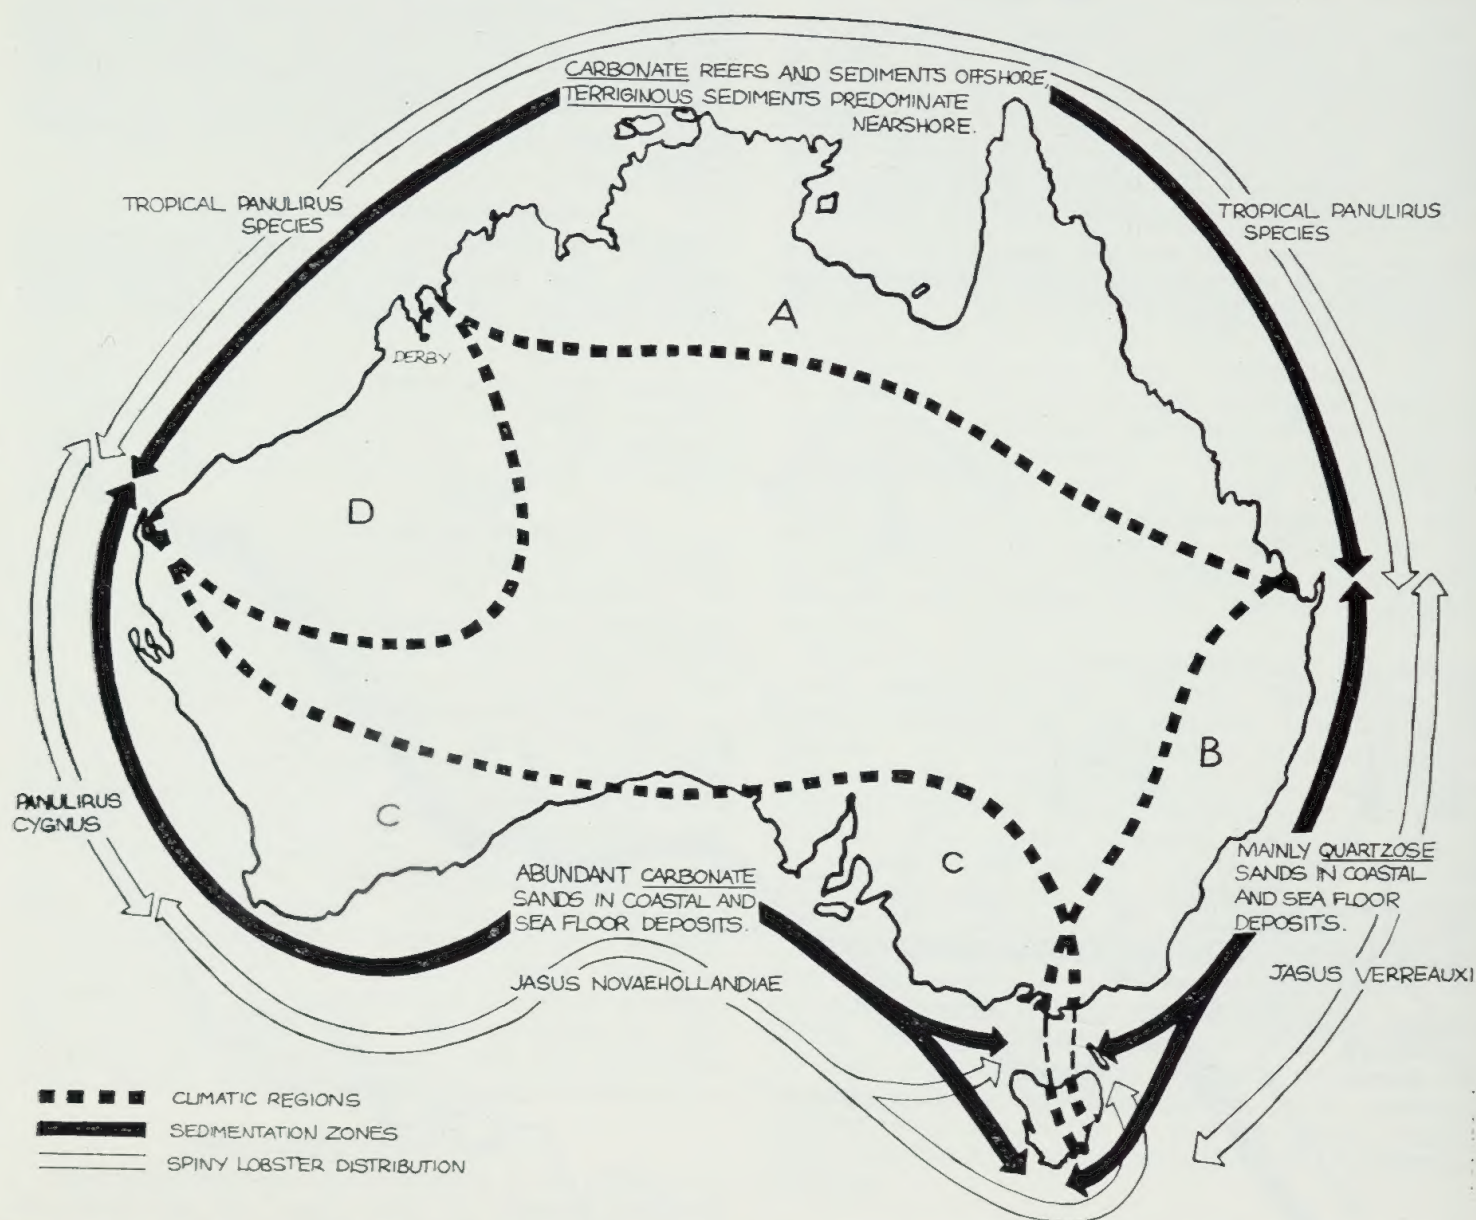 CARBONATE REEFS AND SEDIMENTS OFFSHORE,
TERRIGINOUS SEDIMENTS PREDOMINATE
NEARSHORE.
TROPICAL PANULIRUS
SPECIES
TROPICAL PANULIRUS
SPECIES
A
DERBY
D
B
PANULIRUS
CYGNUS
C
C
ABUNDANT CARBONATE
SANDS IN COASTAL AND
SEA FLOOR DEPOSITS.
MAINLY QUARTZOSE
SANDS IN COASTAL
AND SEA FLOOR
DEPOSITS.
JASUS NOVAEHOLLANDIAE
JASUS VERREAUXI
CLIMATIC REGIONS
SEDIMENTATION ZONES
SPINY LOBSTER DISTRIBUTION